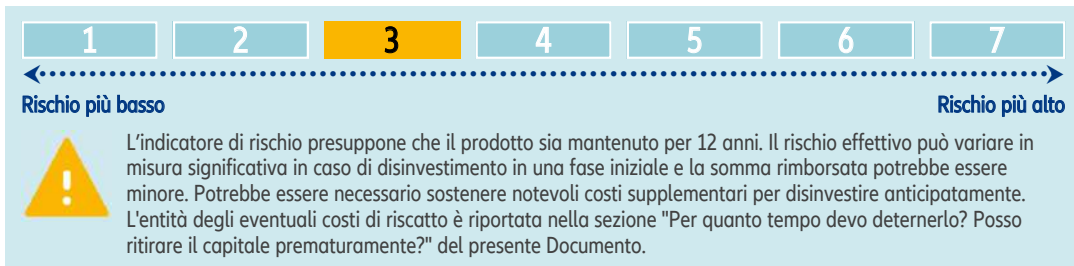 1 2 3 4 5 6 7
Rischio più basso Rischio più alto
L'indicatore di rischio presuppone che il prodotto sia mantenuto per 12 anni. Il rischio effettivo può variare in
misura significativa in caso di disinvestimento in una fase iniziale e la somma rimborsata potrebbe essere
minore. Potrebbe essere necessario sostenere notevoli costi supplementari per disinvestire anticipatamente.
L'entità degli eventuali costi di riscatto è riportata nella sezione "Per quanto tempo devo deternerlo? Posso
ritirare il capitale prematuramente?" del presente Documento.